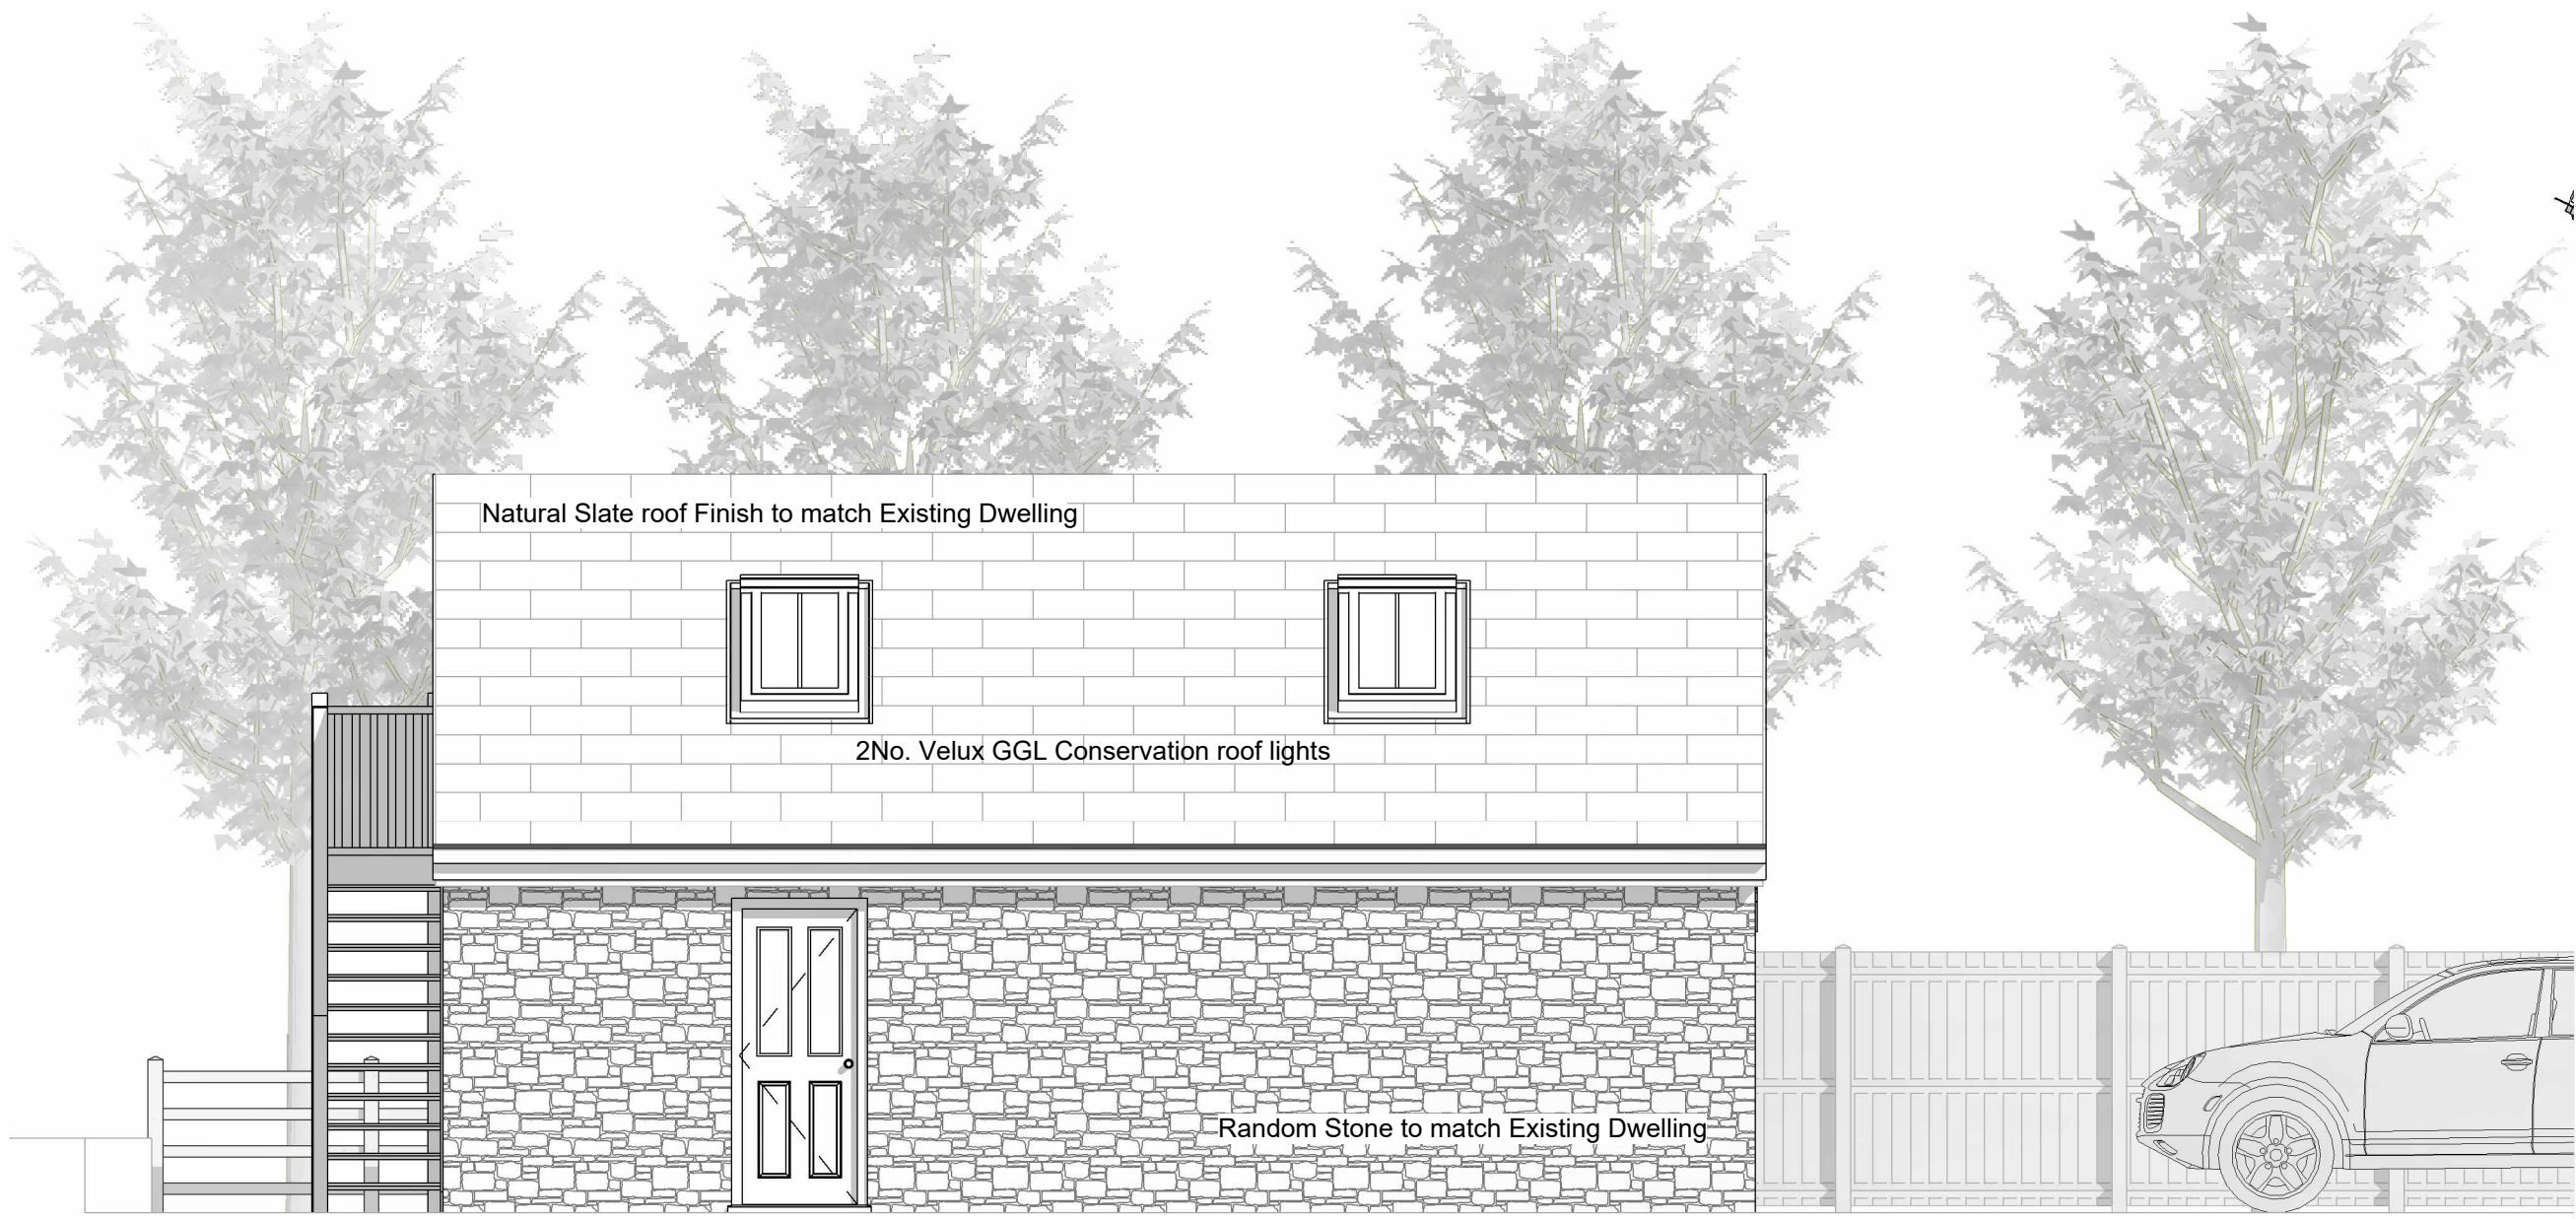 Natural Slate roof Finish to match Existing Dwelling
2No. Velux GGL Conservation roof lights
Random Stone to match Existing Dwelling